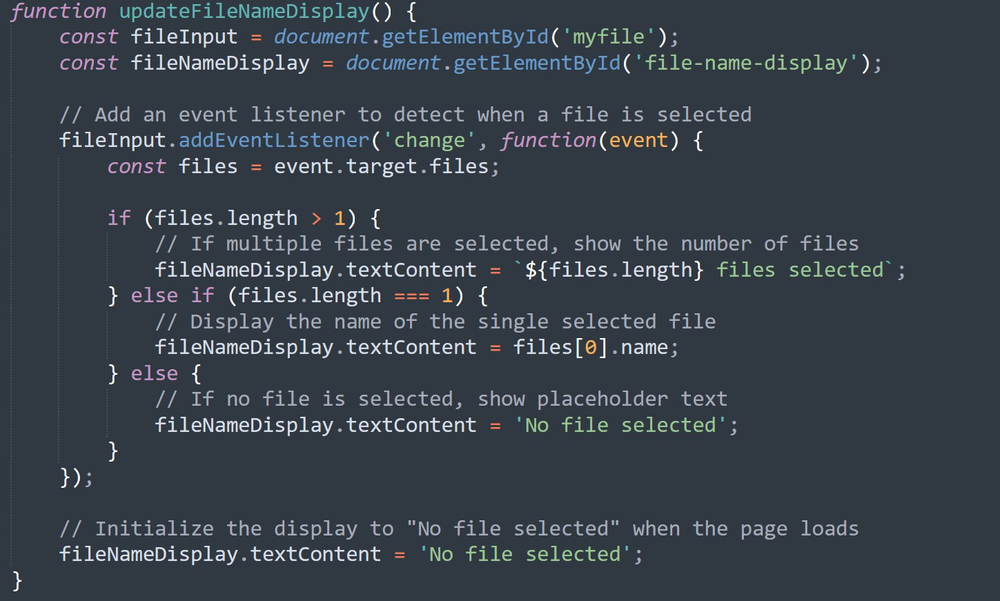 function updateFileNameDisplay() {
    const fileInput = document.getElementById('myfile');
    const fileNameDisplay = document.getElementById('file-name-display');

    // Add an event listener to detect when a file is selected
    fileInput.addEventListener('change', function(event) {
        const files = event.target.files;

        if (files.length > 1) {
            // If multiple files are selected, show the number of files
            fileNameDisplay.textContent = `${files.length} files selected`;
        } else if (files.length === 1) {
            // Display the name of the single selected file
            fileNameDisplay.textContent = files[0].name;
        } else {
            // If no file is selected, show placeholder text
            fileNameDisplay.textContent = 'No file selected';
        }
    });

    // Initialize the display to "No file selected" when the page loads
    fileNameDisplay.textContent = 'No file selected';
}